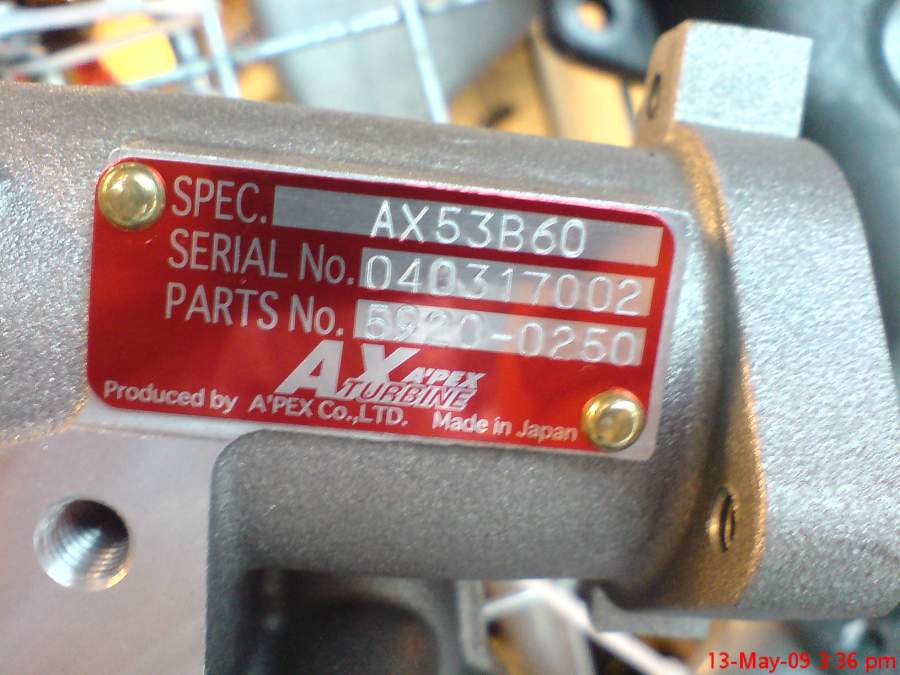 SPEC. AX53B60
SERIAL No. 040317002
PARTS No. 5920-0250
AX A'PEX
TURBINE
Produced by A'PEX Co.,LTD. Made in Japan
13-May-09 3:36 pm